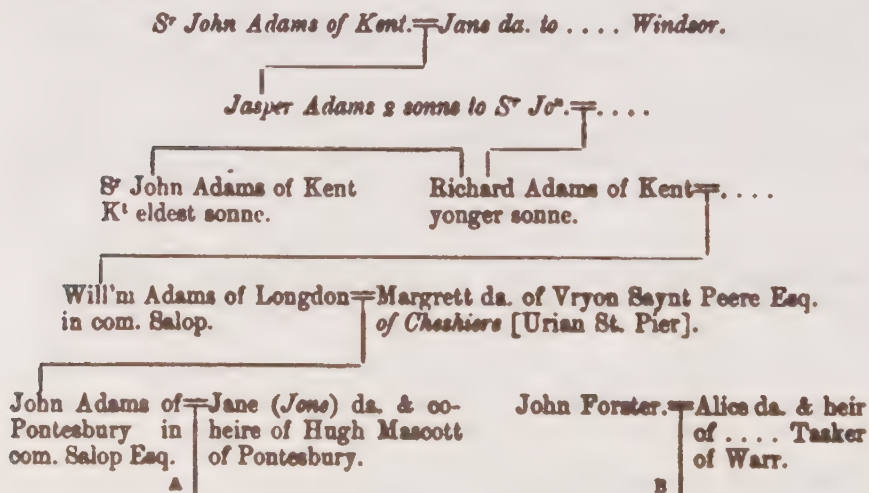 Sʳ John Adams of Kent.=Jane da. to .... Windsor.
Jasper Adams 2 sonne to Sʳ Joⁿ.=....
Sʳ John Adams of Kent
Kᵗ eldest sonne.
Richard Adams of Kent=....
yonger sonne.
Will'm Adams of Longdon=Margrett da. of Vryon Saynt Peere Esq.
in com. Salop.
of Cheshiere [Urian St. Pier].
John Adams of=Jane (Jone) da. & co-
Pontesbury in heire of Hugh Mascott
com. Salop Esq. of Pontesbury.
John Forster.=Alice da. & heir
of .... Tasker
of Warr.
A
B